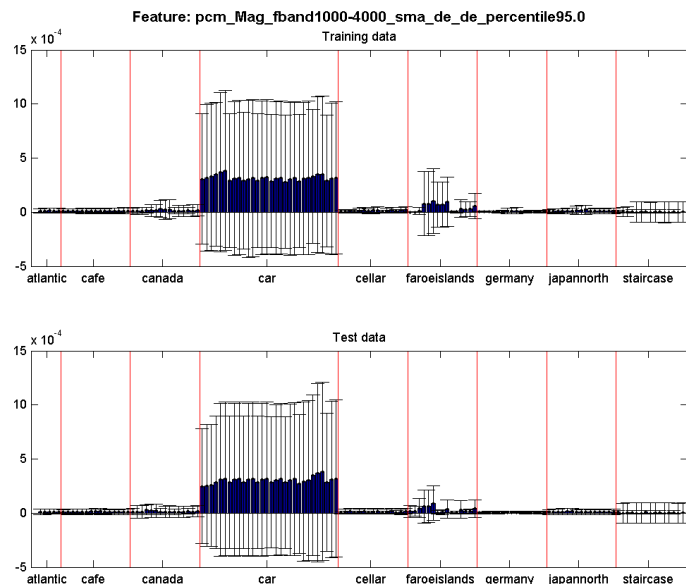 Feature: pcm_Mag_fband1000-4000_sma_de_de_percentile95.0
Training data
x 10⁻⁴
15
10
5
0
-5
atlantic cafe canada car cellar faroeislands germany japannorth staircase
Test data
x 10⁻⁴
15
10
5
0
-5
atlantic cafe canada car cellar faroeislands germany japannorth staircase